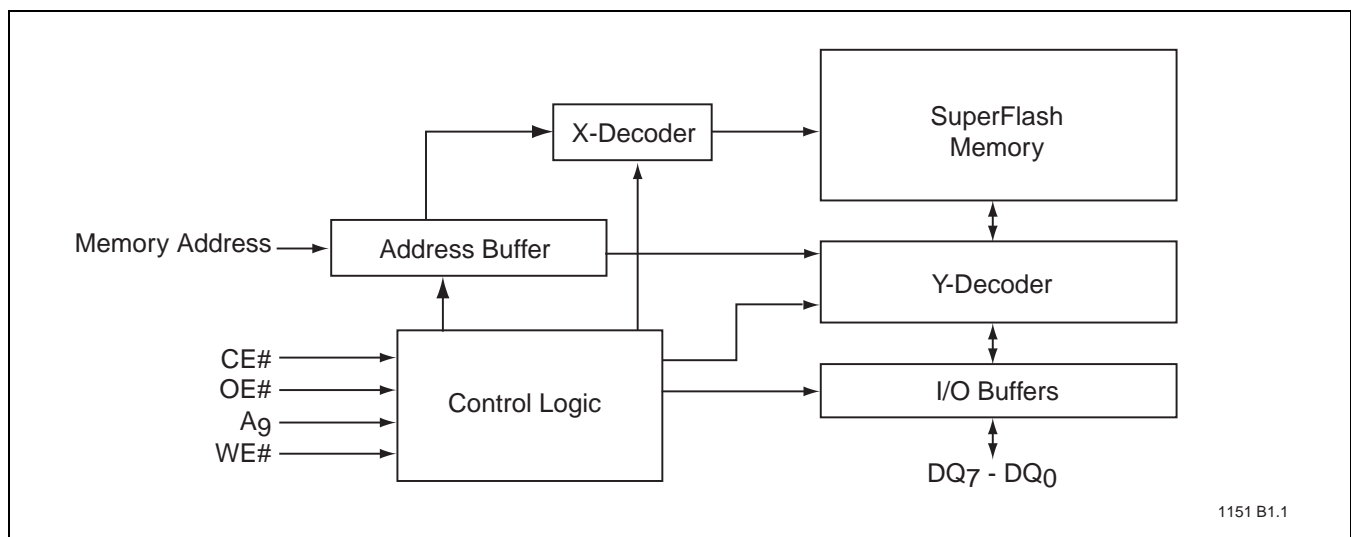 X-Decoder
SuperFlash
Memory
Memory Address
Address Buffer
Y-Decoder
CE#
OE#
A9
WE#
Control Logic
I/O Buffers
DQ7 - DQ0
1151 B1.1